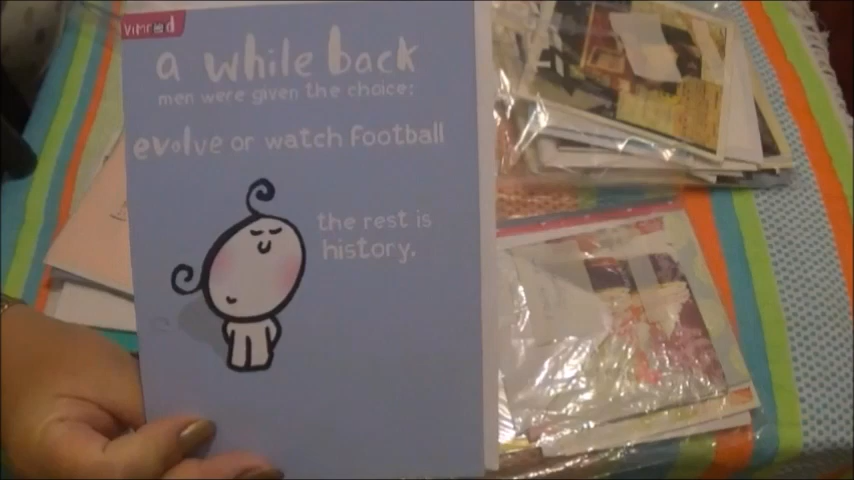 vimrod
a while back
men were given the choice:
evolve or watch football
the rest is
history.